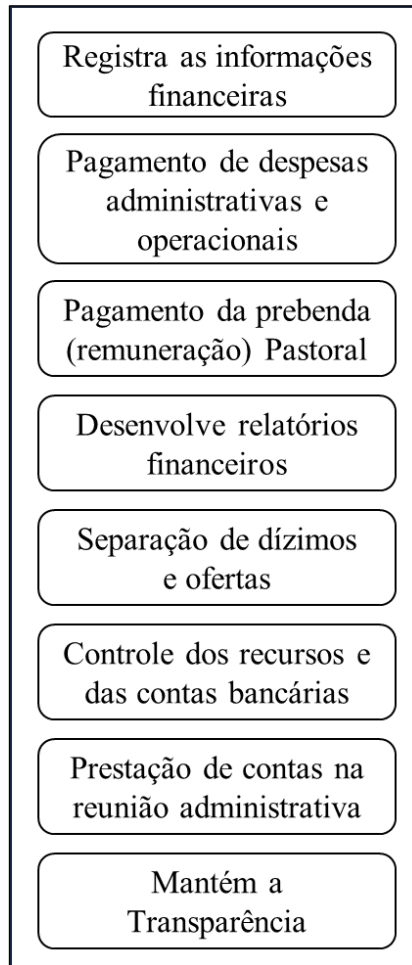 Registra as informações
financeiras
Pagamento de despesas
administrativas e
operacionais
Pagamento da prebenda
(remuneração) Pastoral
Desenvolve relatórios
financeiros
Separação de dízimos
e ofertas
Controle dos recursos e
das contas bancárias
Prestação de contas na
reunião administrativa
Mantém a
Transparência